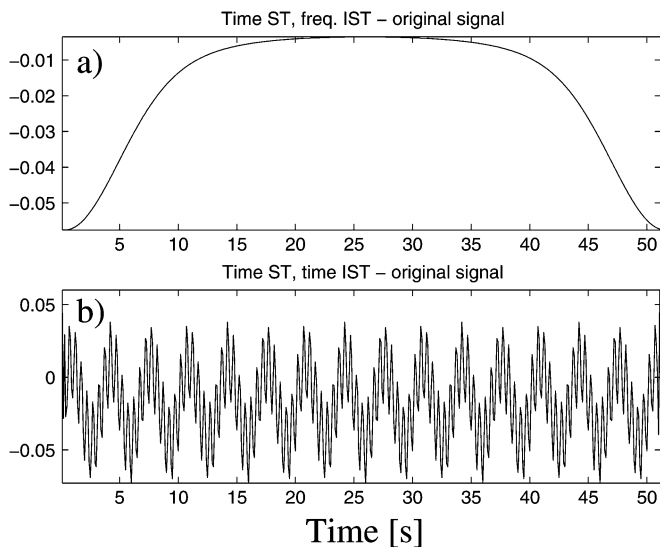 Time ST, freq. IST − original signal
a)
−0.01
−0.02
−0.03
−0.04
−0.05
5 10 15 20 25 30 35 40 45 50
Time ST, time IST − original signal
b)
0.05
0
−0.05
5 10 15 20 25 30 35 40 45 50
Time [s]